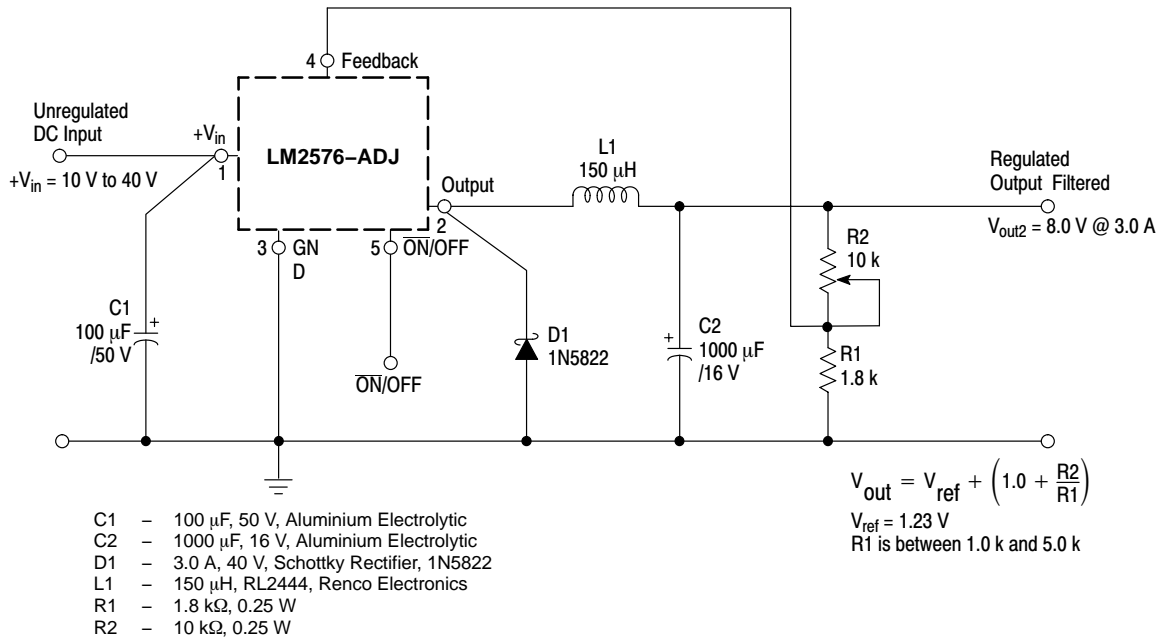 4 Feedback
Unregulated
DC Input
+Vin
1
+Vin = 10 V to 40 V
LM2576–ADJ
Output
2
L1
150 μH
Regulated
Output Filtered
Vout2 = 8.0 V @ 3.0 A
3 GN
D
5 ON/OFF
R2
10 k
C1
100 μF
/50 V
+
ON/OFF
D1
1N5822
+
C2
1000 μF
/16 V
R1
1.8 k
Vout = Vref + (1.0 + R2/R1)
Vref = 1.23 V
R1 is between 1.0 k and 5.0 k
C1 – 100 μF, 50 V, Aluminium Electrolytic
C2 – 1000 μF, 16 V, Aluminium Electrolytic
D1 – 3.0 A, 40 V, Schottky Rectifier, 1N5822
L1 – 150 μH, RL2444, Renco Electronics
R1 – 1.8 kΩ, 0.25 W
R2 – 10 kΩ, 0.25 W